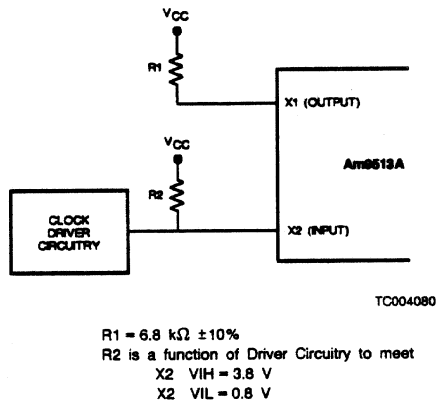 VCC
R1
X1 (OUTPUT)
VCC
Am9513A
R2
CLOCK
DRIVER
CIRCUITRY
X2 (INPUT)
TC004080
R1 = 6.8 kΩ ±10%
R2 is a function of Driver Circuitry to meet
X2 VIH = 3.8 V
X2 VIL = 0.8 V